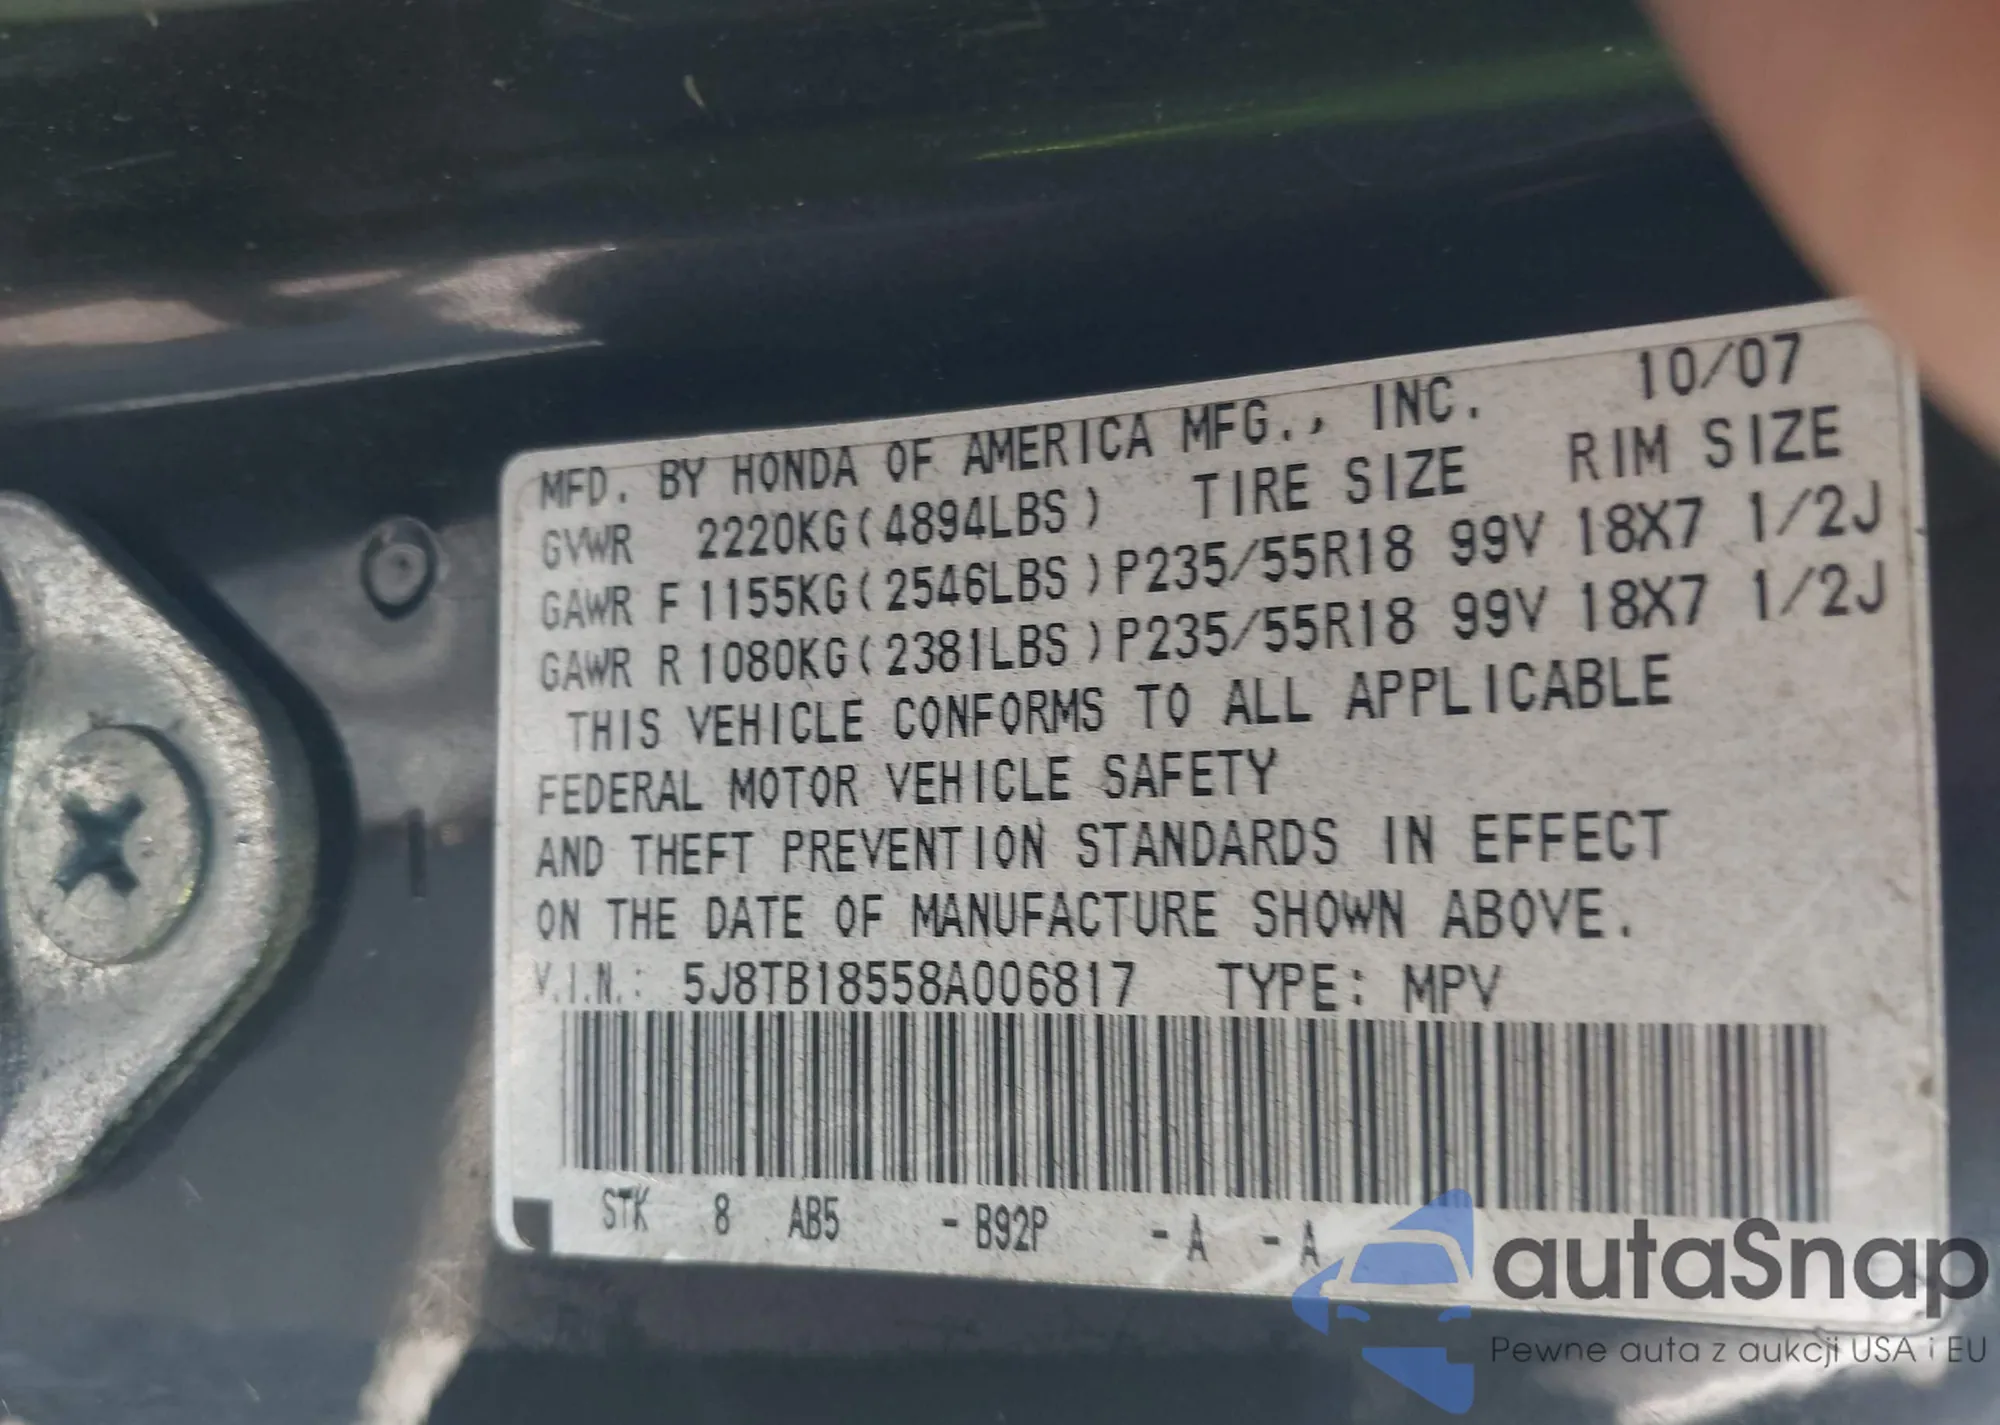 MFD. BY HONDA OF AMERICA MFG., INC. 10/07
GVWR 2220KG(4894LBS) TIRE SIZE RIM SIZE
GAWR F 1155KG(2546LBS)P235/55R18 99V 18X7 1/2J
GAWR R 1080KG(2381LBS)P235/55R18 99V 18X7 1/2J
THIS VEHICLE CONFORMS TO ALL APPLICABLE
FEDERAL MOTOR VEHICLE SAFETY
AND THEFT PREVENTION STANDARDS IN EFFECT
ON THE DATE OF MANUFACTURE SHOWN ABOVE.
V.I.N.: 5J8TB18558A006817 TYPE: MPV
STK 8 AB5 -B92P -A -A
autaSnap
Pewne auta z aukcji USA i EU